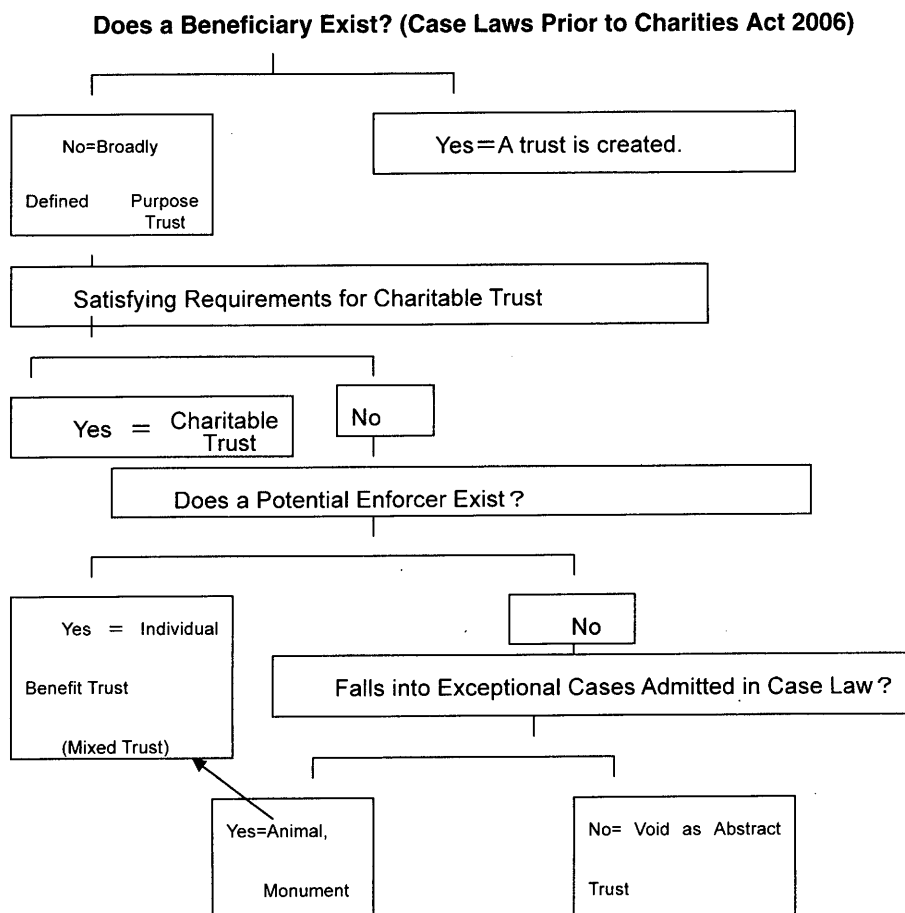 Does a Beneficiary Exist? (Case Laws Prior to Charities Act 2006)
No=Broadly
Defined Purpose
Trust
Yes＝A trust is created.
Satisfying Requirements for Charitable Trust
Yes ＝ Charitable
Trust
No
Does a Potential Enforcer Exist？
Yes ＝ Individual
Benefit Trust
(Mixed Trust)
No
Falls into Exceptional Cases Admitted in Case Law？
Yes=Animal,
Monument
No= Void as Abstract
Trust